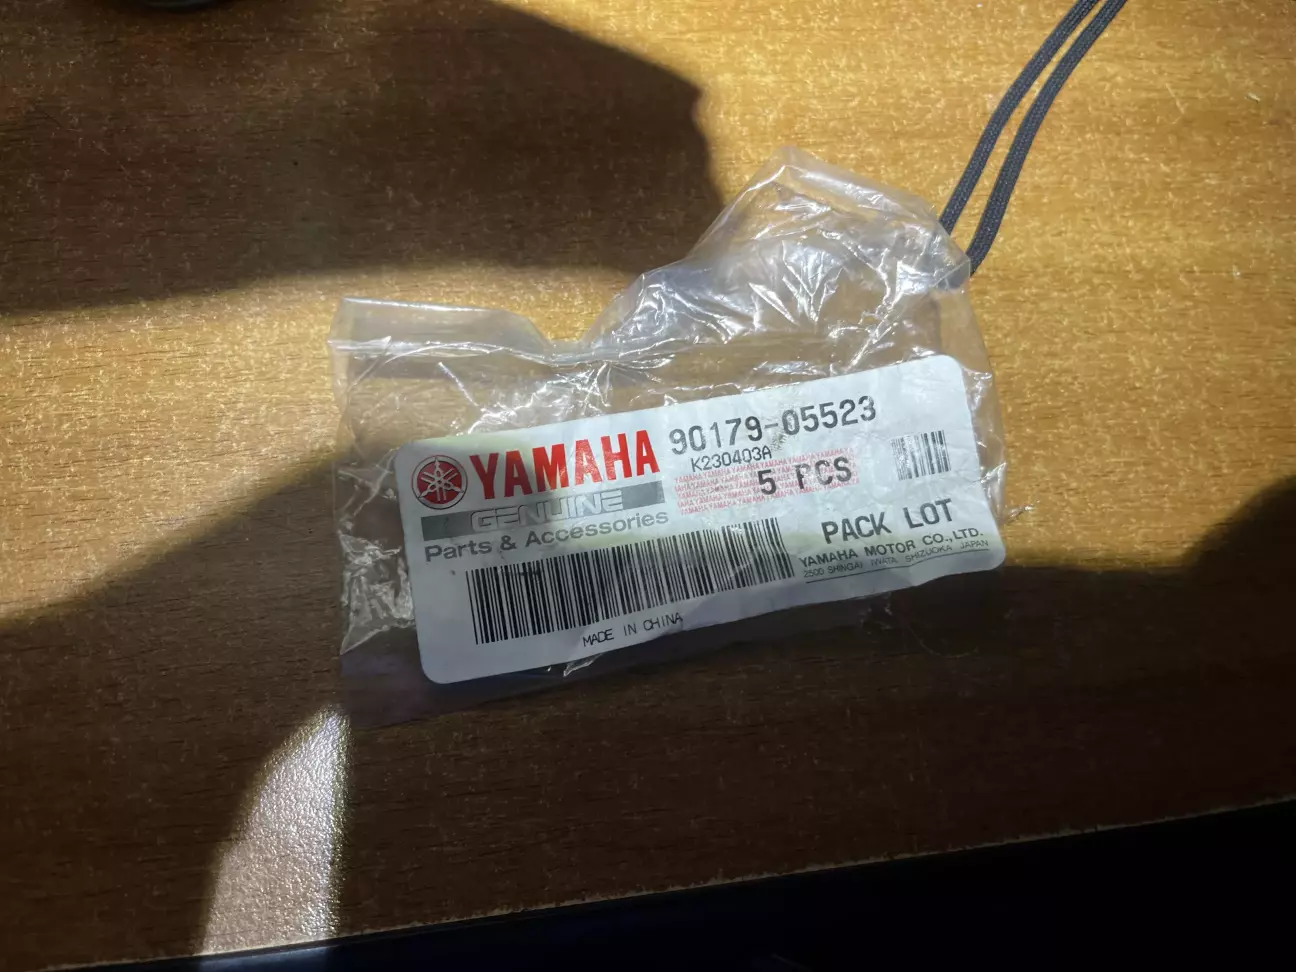 YAMAHA
GENUINE
Parts & Accessories
90179-05523
K230403A
5 PCS
PACK LOT
YAMAHA MOTOR CO., LTD.
2500 SHINGAI IWATA SHIZUOKA JAPAN
MADE IN CHINA